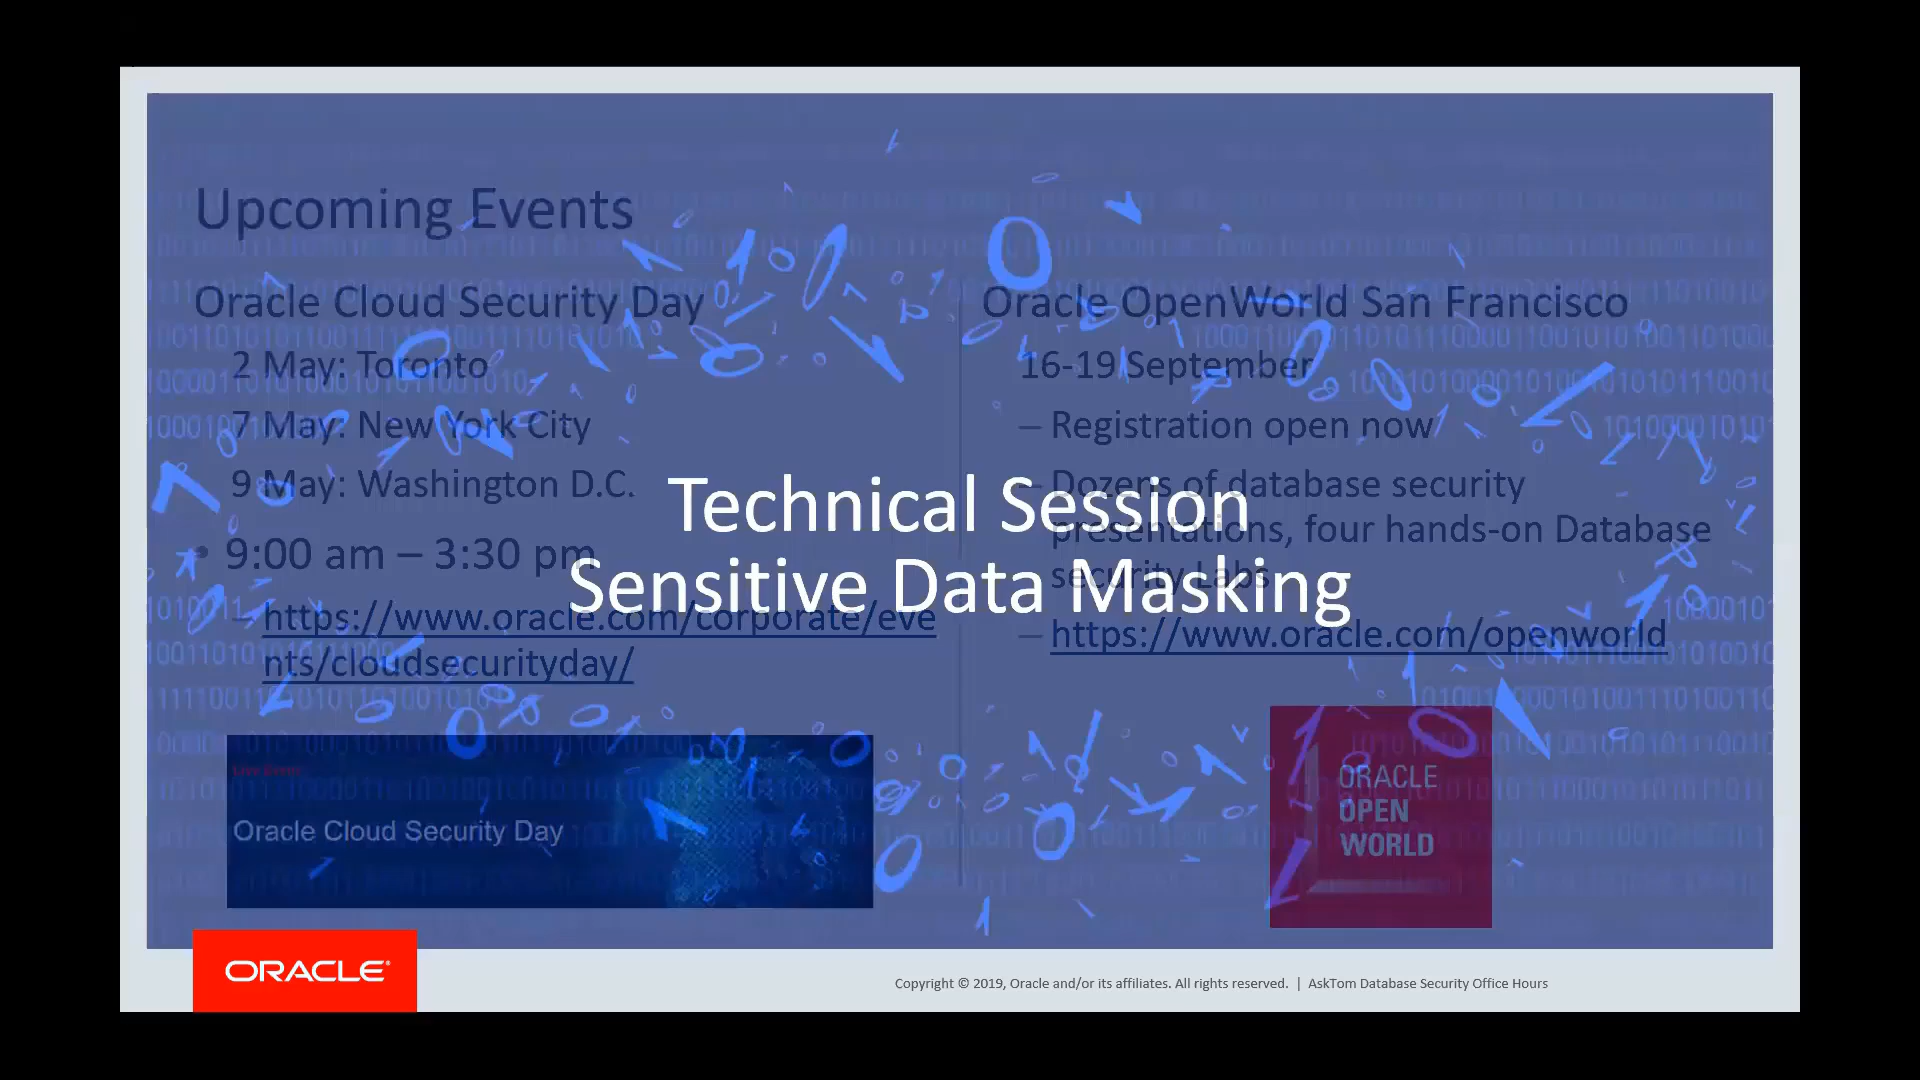 Upcoming Events
Oracle Cloud Security Day
2 May: Toronto
7 May: New York City
9 May: Washington D.C.
• 9:00 am – 3:30 pm
– https://www.oracle.com/corporate/eve
nts/cloudsecurityday/
Live Event
Oracle Cloud Security Day
Oracle OpenWorld San Francisco
16-19 September
– Registration open now
– Dozens of database security
presentations, four hands-on Database
security Labs
– https://www.oracle.com/openworld
ORACLE
OPEN
WORLD
Technical Session
Sensitive Data Masking
ORACLE®
Copyright © 2019, Oracle and/or its affiliates. All rights reserved. | AskTom Database Security Office Hours